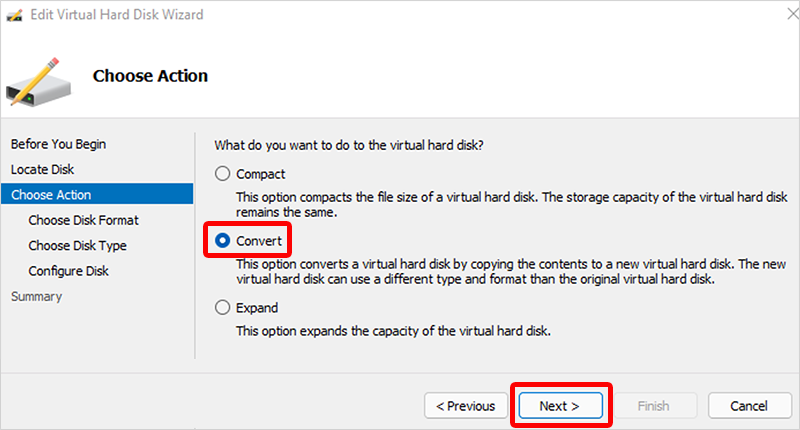 Edit Virtual Hard Disk Wizard
Choose Action
Before You Begin
Locate Disk
Choose Action
Choose Disk Format
Choose Disk Type
Configure Disk
Summary
What do you want to do to the virtual hard disk?
Compact
This option compacts the file size of a virtual hard disk. The storage capacity of the virtual hard disk
remains the same.
Convert
This option converts a virtual hard disk by copying the contents to a new virtual hard disk. The new
virtual hard disk can use a different type and format than the original virtual hard disk.
Expand
This option expands the capacity of the virtual hard disk.
< Previous
Next >
Finish
Cancel